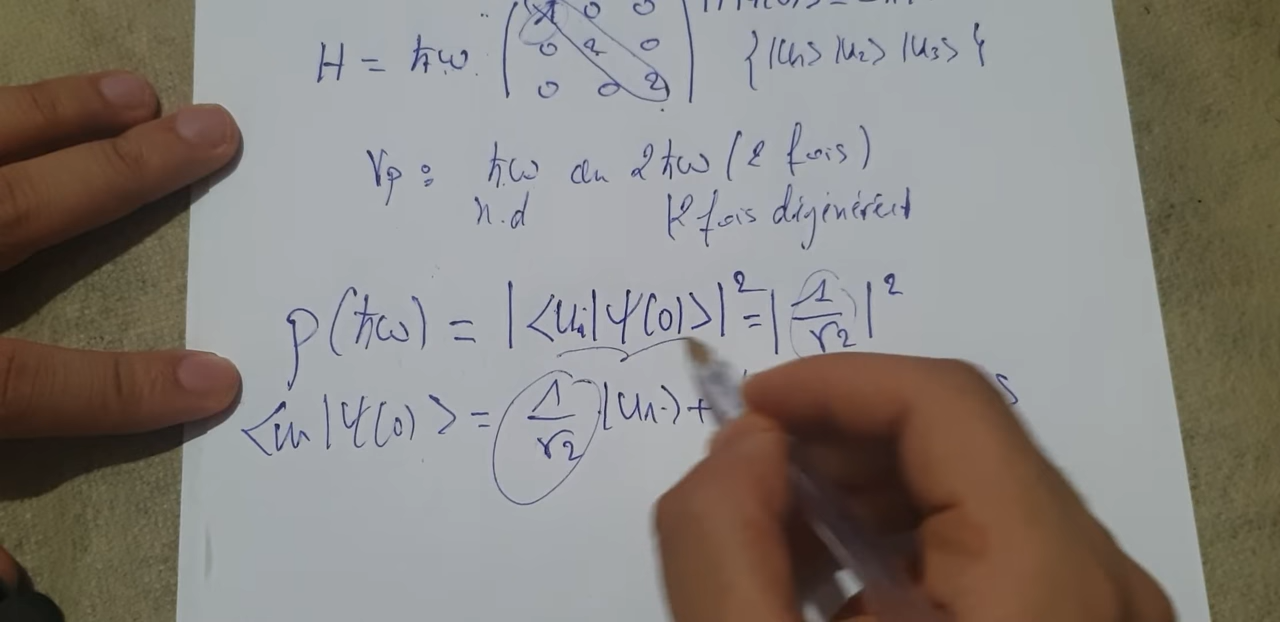 H = ħω. ( 1 0 0
0 2 0
0 0 2 ) {|u1> |u2> |u3>}
Vp : ħω ou 2ħω (2 fois)
n.d 2 fois dégénéréet
p(ħω) = |<u1|ψ(0)>|² = |1/√2|²
<u1|ψ(0)> = 1/√2 |u1> +